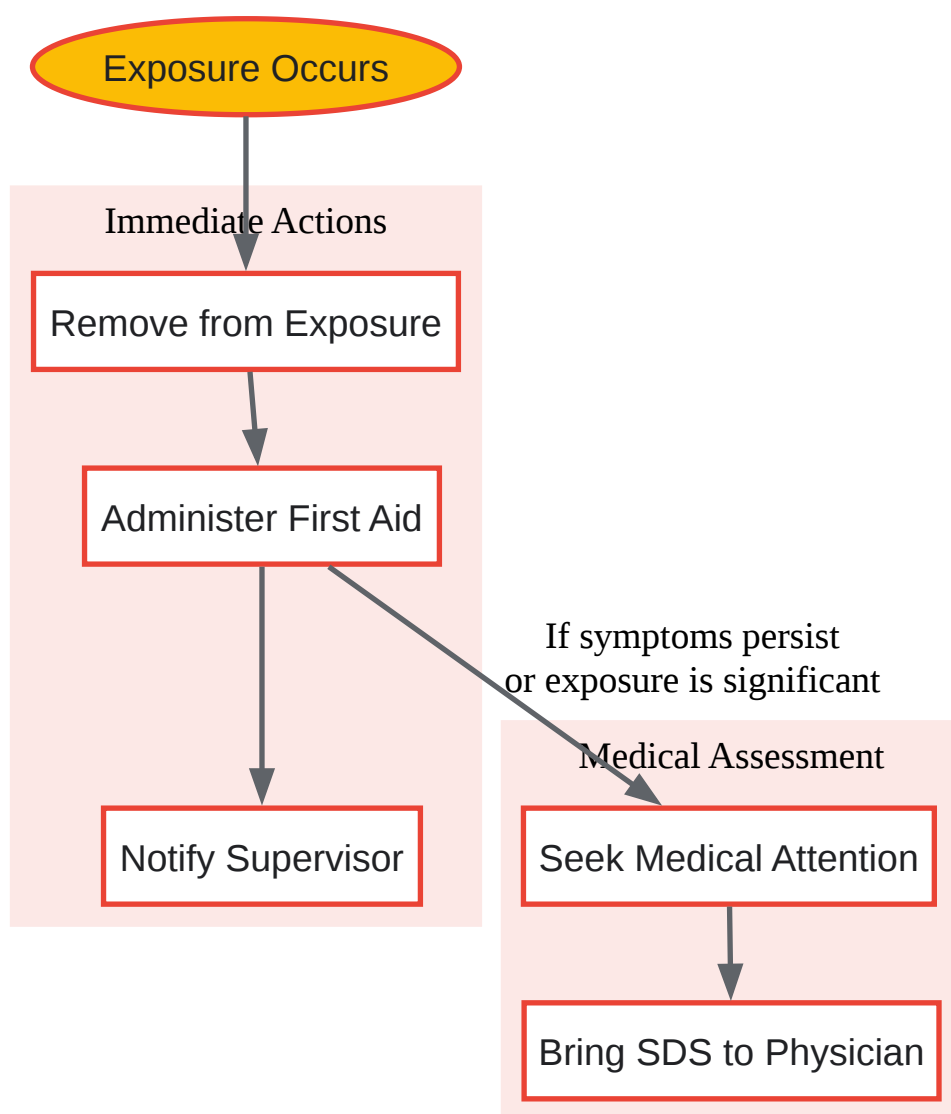 Exposure Occurs
Immediate Actions
Remove from Exposure
Administer First Aid
If symptoms persist
or exposure is significant
Medical Assessment
Notify Supervisor
Seek Medical Attention
Bring SDS to Physician